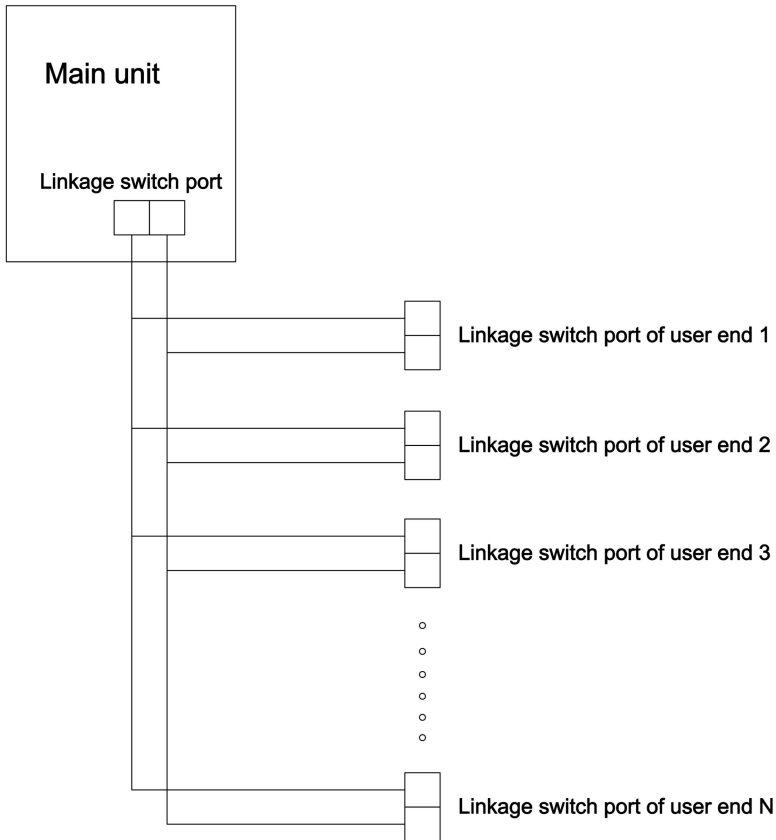 Main unit
Linkage switch port
Linkage switch port of user end 1
Linkage switch port of user end 2
Linkage switch port of user end 3
Linkage switch port of user end N